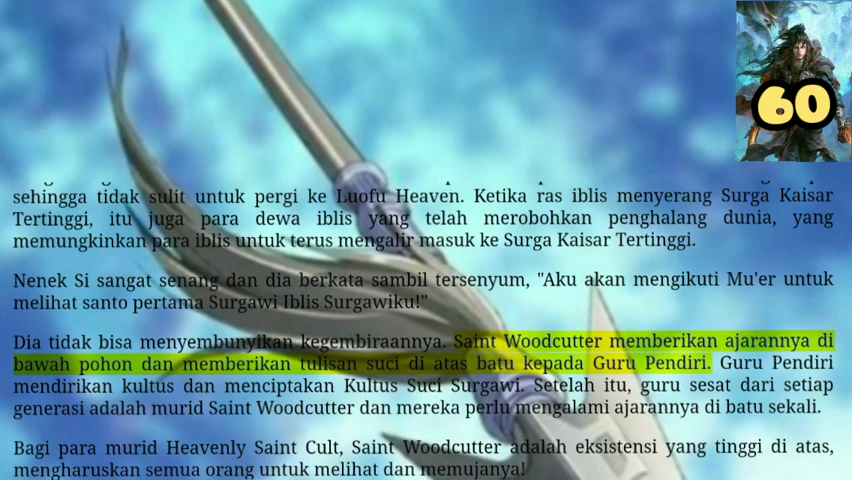 60
sehingga tidak sulit untuk pergi ke Luofu Heaven. Ketika ras iblis menyerang Surga Kaisar
Tertinggi, itu juga para dewa iblis yang telah merobohkan penghalang dunia, yang
memungkinkan para iblis untuk terus mengalir masuk ke Surga Kaisar Tertinggi.
Nenek Si sangat senang dan dia berkata sambil tersenyum, "Aku akan mengikuti Mu'er untuk
melihat santo pertama Surgawi Iblis Surgawiku!"
Dia tidak bisa menyembunyikan kegembiraannya. Saint Woodcutter memberikan ajarannya di
bawah pohon dan memberikan tulisan suci di atas batu kepada Guru Pendiri. Guru Pendiri
mendirikan kultus dan menciptakan Kultus Suci Surgawi. Setelah itu, guru sesat dari setiap
generasi adalah murid Saint Woodcutter dan mereka perlu mengalami ajarannya di batu sekali.
Bagi para murid Heavenly Saint Cult, Saint Woodcutter adalah eksistensi yang tinggi di atas,
mengharuskan semua orang untuk melihat dan memujanya!